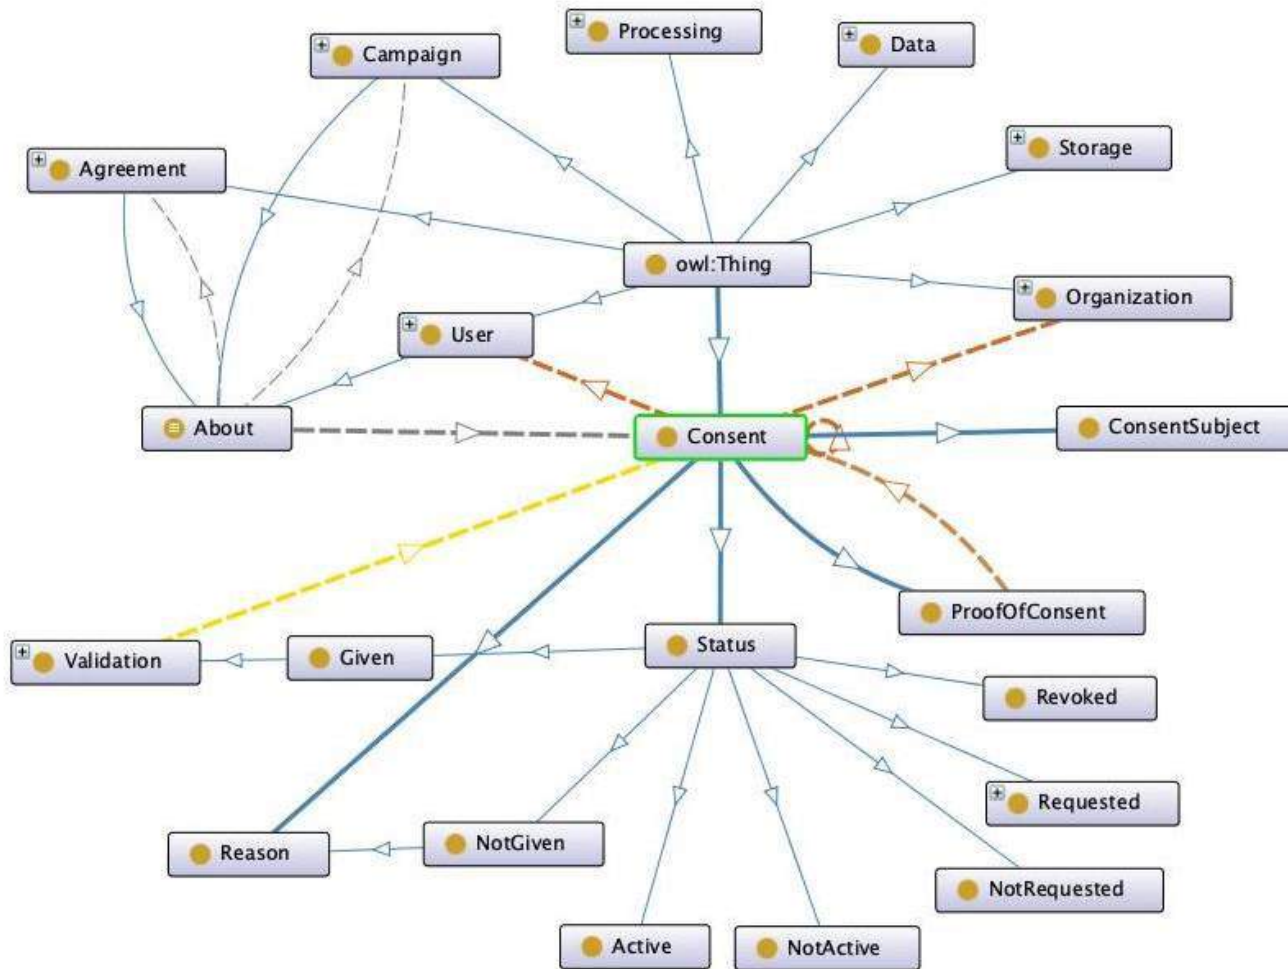 Processing
Data
Campaign
Storage
Agreement
owl:Thing
Organization
User
About
Consent
ConsentSubject
ProofOfConsent
Status
Given
Validation
Revoked
Requested
NotGiven
Reason
NotRequested
Active
NotActive